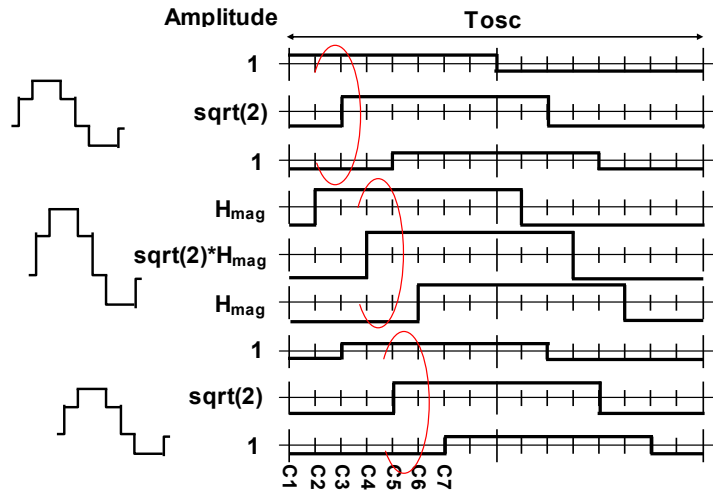 Amplitude
Tosc
1
sqrt(2)
1
Hmag
sqrt(2)*Hmag
Hmag
1
sqrt(2)
1
C1
C2
C3
C4
C5
C6
C7